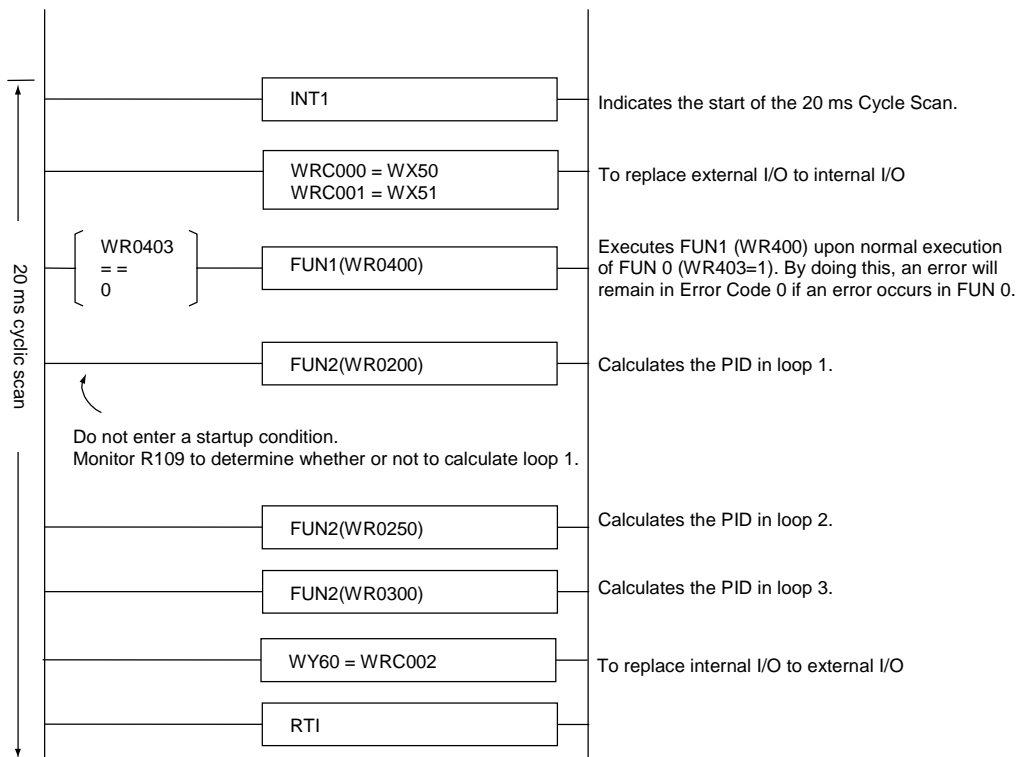 INT1
Indicates the start of the 20 ms Cycle Scan.
WRC000 = WX50
WRC001 = WX51
To replace external I/O to internal I/O
WR0403
= =
0
FUN1(WR0400)
Executes FUN1 (WR400) upon normal execution
of FUN 0 (WR403=1). By doing this, an error will
remain in Error Code 0 if an error occurs in FUN 0.
20 ms cyclic scan
FUN2(WR0200)
Calculates the PID in loop 1.
Do not enter a startup condition.
Monitor R109 to determine whether or not to calculate loop 1.
FUN2(WR0250)
Calculates the PID in loop 2.
FUN2(WR0300)
Calculates the PID in loop 3.
WY60 = WRC002
To replace internal I/O to external I/O
RTI